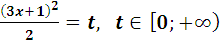 (3x+1)²/2 = t, t ∈ [0; +∞)